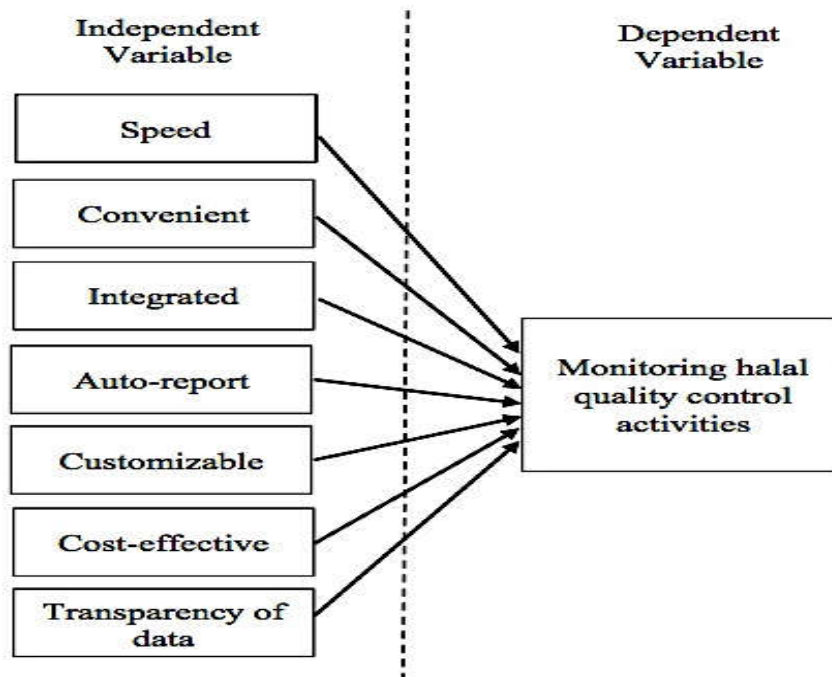 Independent
Variable
Dependent
Variable
Speed
Convenient
Integrated
Auto-report
Customizable
Cost-effective
Transparency of
data
Monitoring halal
quality control
activities